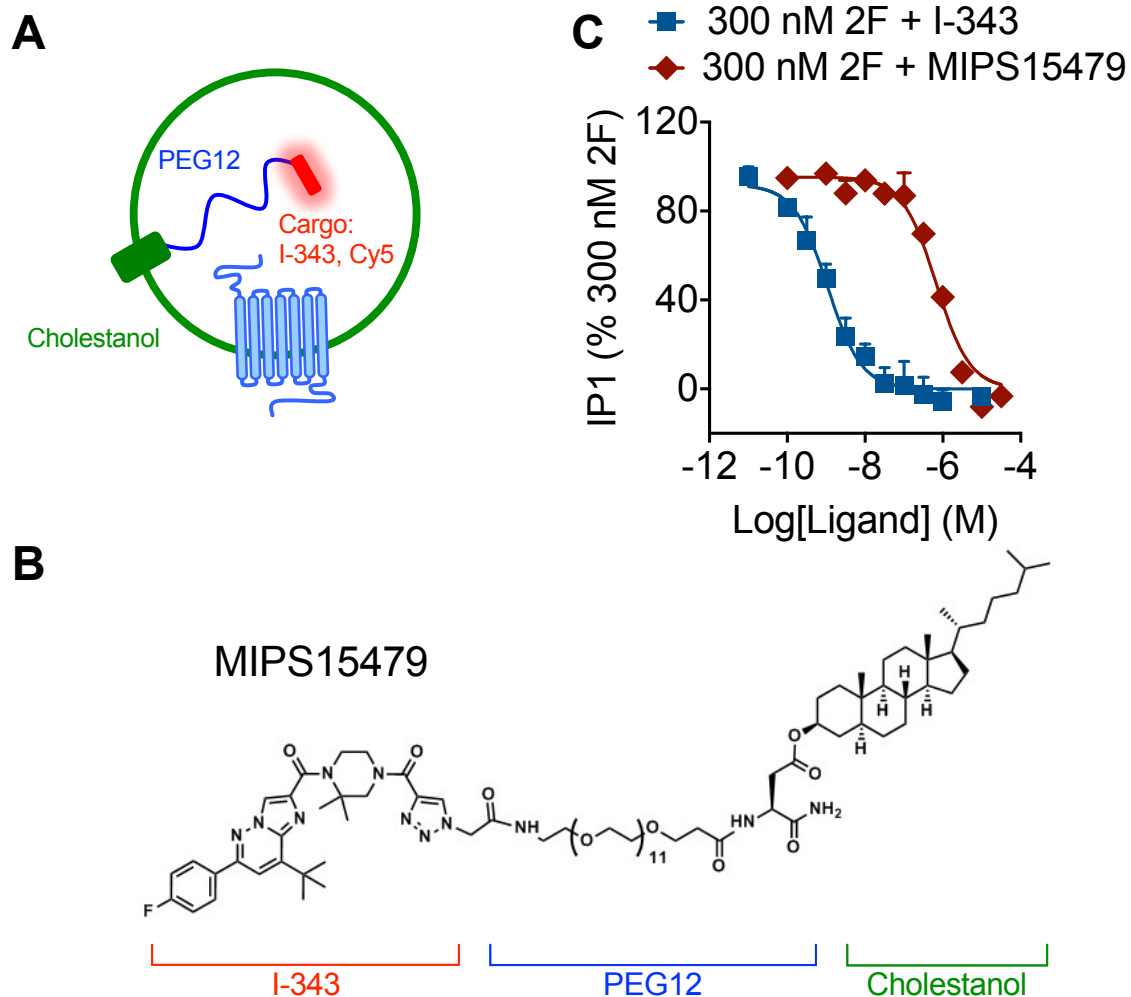 A
PEG12
Cargo:
I-343, Cy5
Cholestanol
C
300 nM 2F + I-343
300 nM 2F + MIPS15479
IP1 (% 300 nM 2F)
120
80
40
0
-12 -10 -8 -6 -4
Log[Ligand] (M)
B
MIPS15479
O
O
N
N
N
N
N
N
F
N
N
N
O
NH
O
11
O
O
NH
O
NH2
O
O
H
H
H
H
I-343
PEG12
Cholestanol